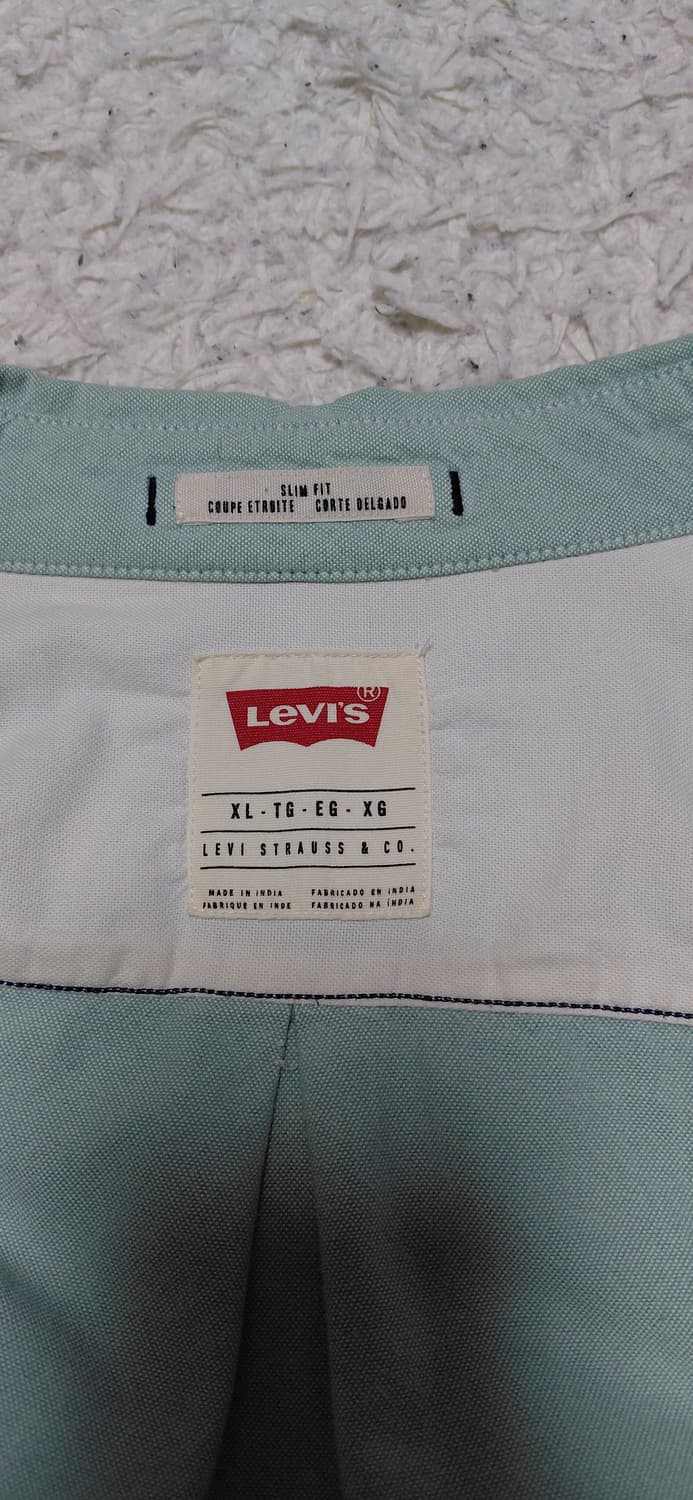 SLIM FIT
COUPE ETROITE CORTE DELGADO
LEVI'S ®
XL - TG - EG - XG
LEVI STRAUSS & CO.
MADE IN INDIA FABRICADO EN INDIA
FABRIQUE EN INDE FABRICADO NA ÍNDIA